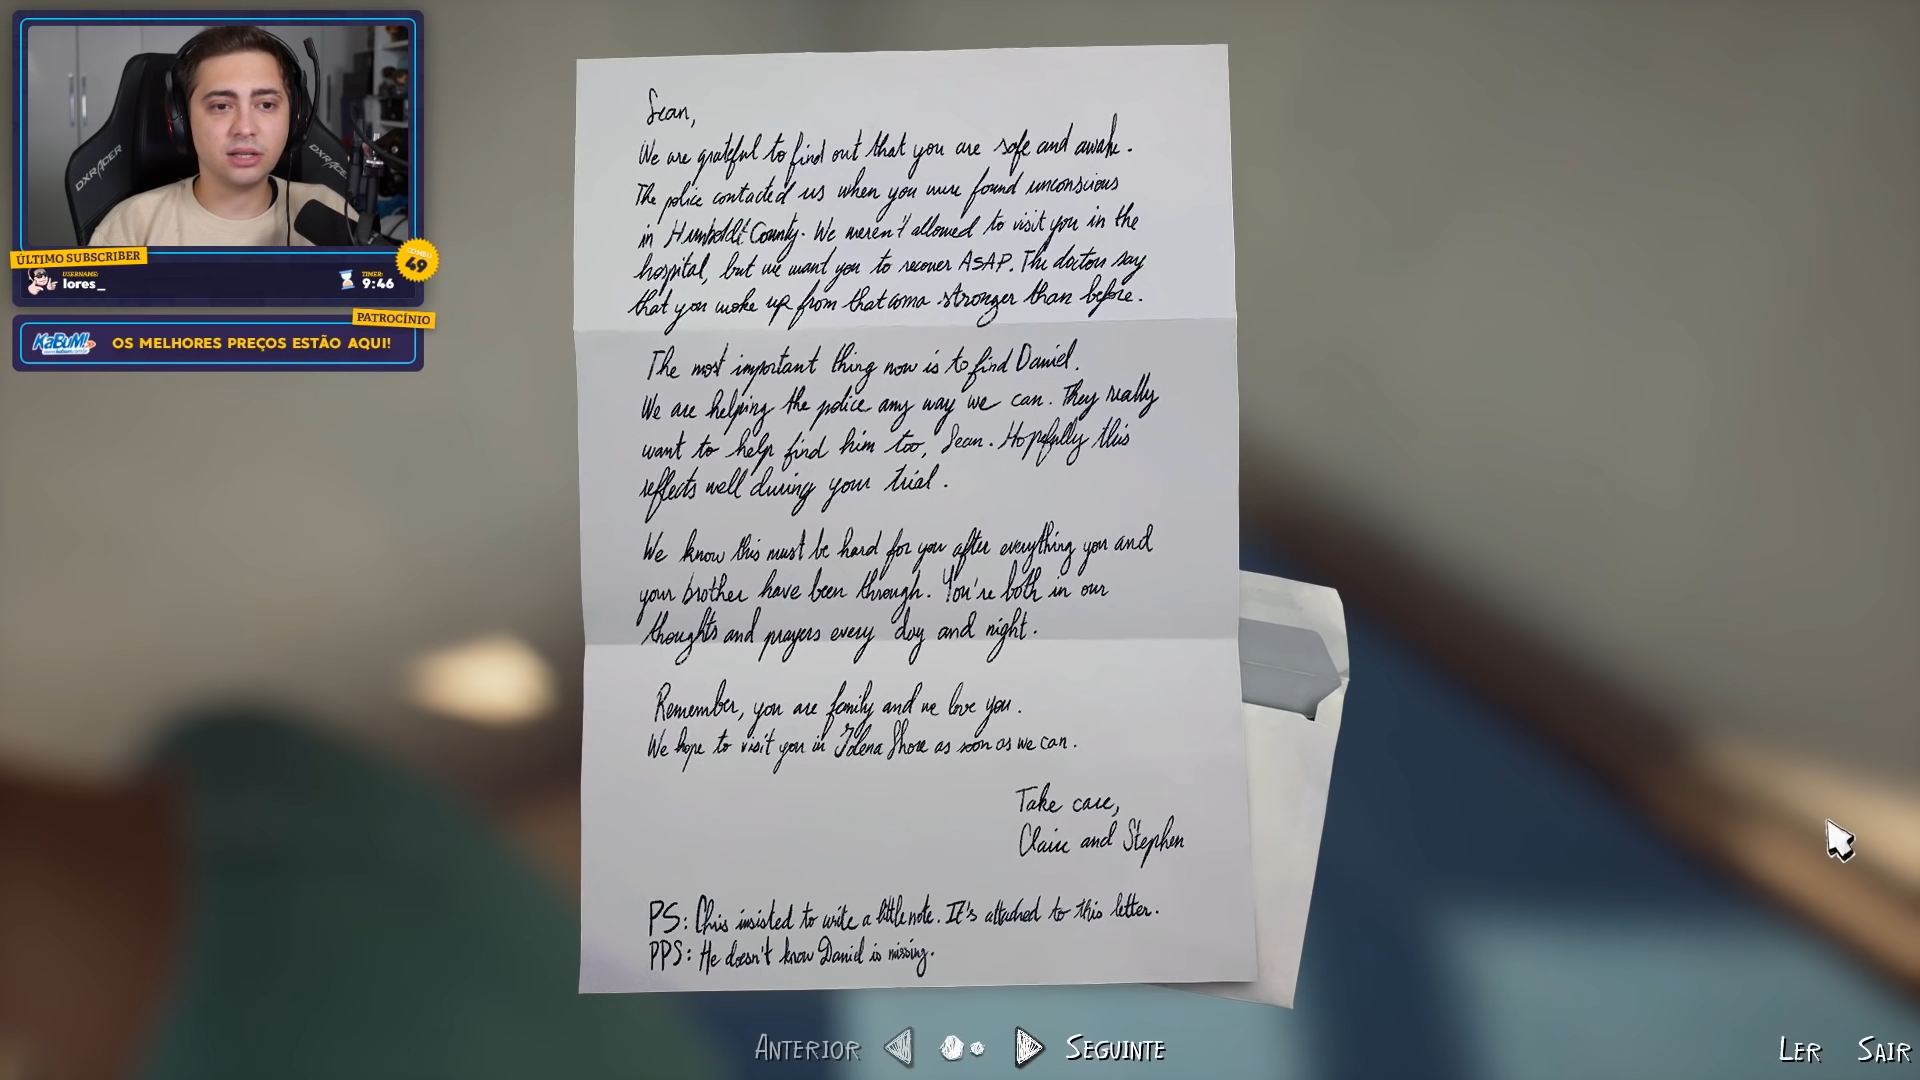 DXRACER
DXRACER
ÚLTIMO SUBSCRIBER
USERNAME:
lores_
TIMER:
9:46
49
PATROCÍNIO
KaBuM!
OS MELHORES PREÇOS ESTÃO AQUI!
Sean,
We are grateful to find out that you are safe and awake.
The police contacted us when you were found unconscious
in Humboldt County. We weren't allowed to visit you in the
hospital, but we want you to recover ASAP. The doctors say
that you woke up from that coma stronger than before.
The most important thing now is to find Daniel.
We are helping the police any way we can. They really
want to help find him too, Sean. Hopefully this
reflects well during your trial.
We know this must be hard for you after everything you and
your brother have been through. You're both in our
thoughts and prayers every day and night.
Remember, you are family and we love you.
We hope to visit you in Shore as soon as we can.
Take care,
Claire and Stephen
PS: Chris insisted to write a little note. It's attached to this letter.
PPS: He doesn't know Daniel is missing.
ANTERIOR
SEGUINTE
LER
SAIR